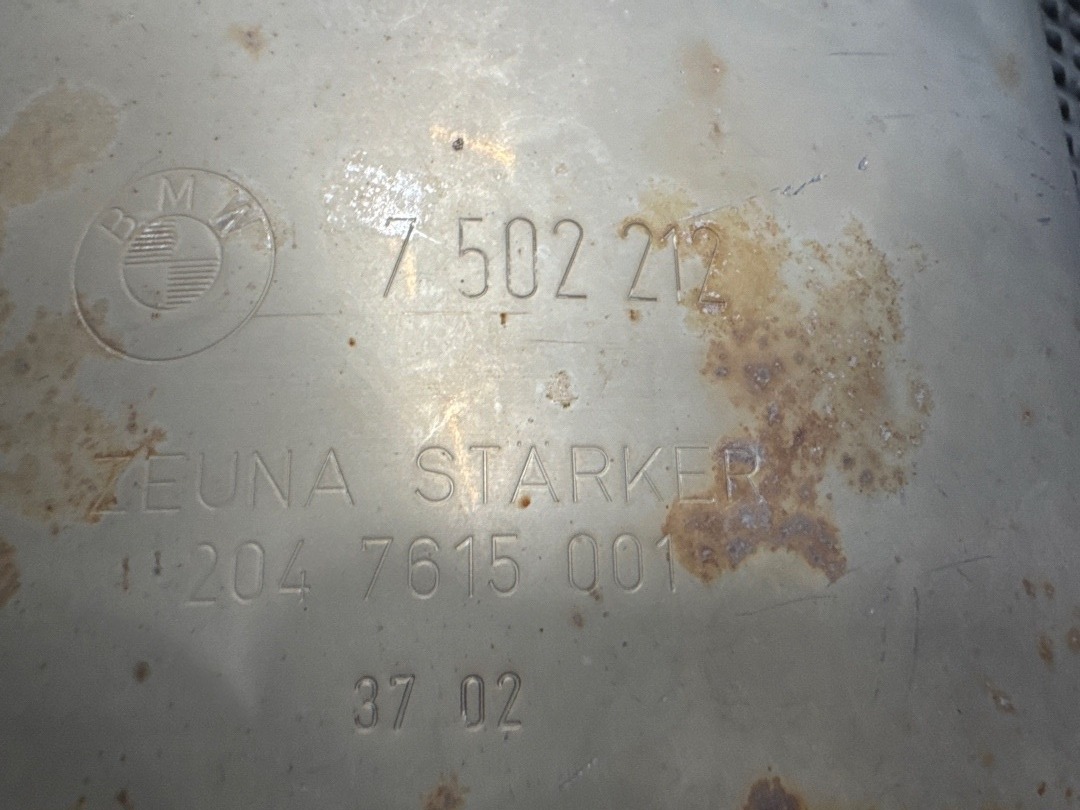 BMW
7 502 212
ZEUNA STARKER
204 7615 001
37 02